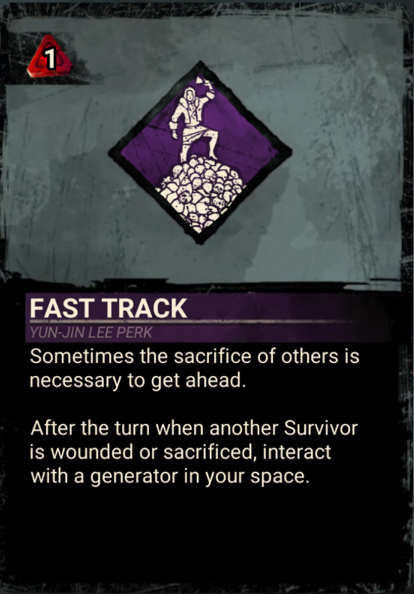 1
FAST TRACK
YUN-JIN LEE PERK
Sometimes the sacrifice of others is
necessary to get ahead.
After the turn when another Survivor
is wounded or sacrificed, interact
with a generator in your space.